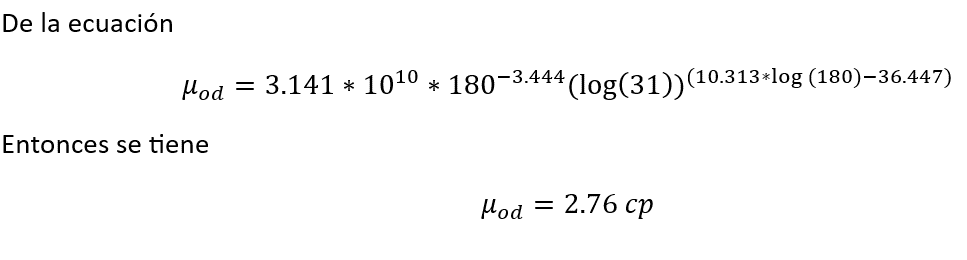 De la ecuación
μ_od = 3.141 * 10^10 * 180^−3.444 (log(31))^(10.313*log (180)−36.447)
Entonces se tiene
μ_od = 2.76 cp